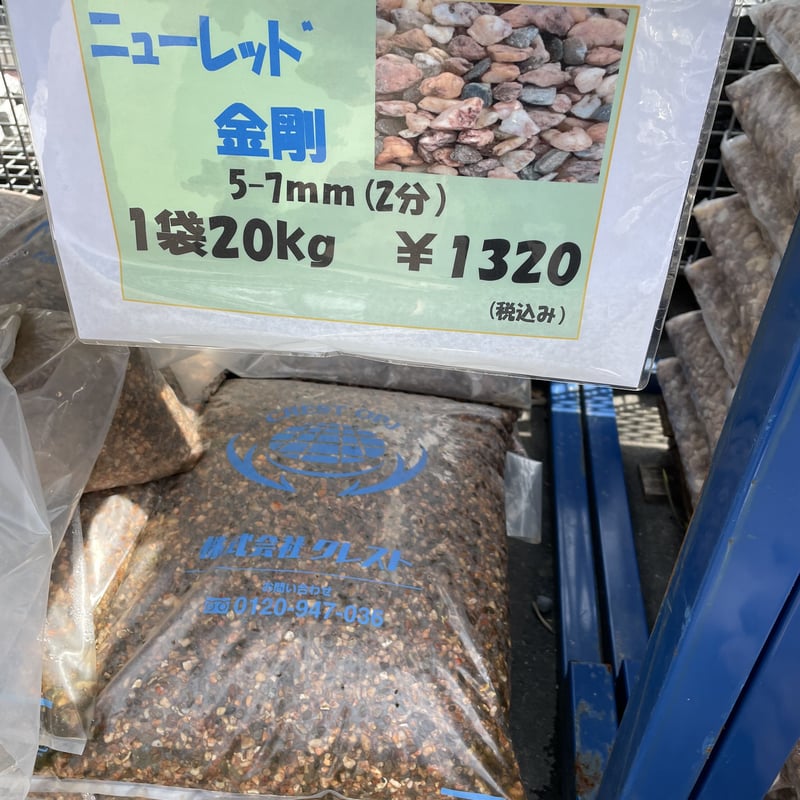 ニューレッド
金剛
5-7mm(2分)
1袋20kg ¥1320
(税込み)
株式会社クレスト
お問い合わせ
0120-947-036